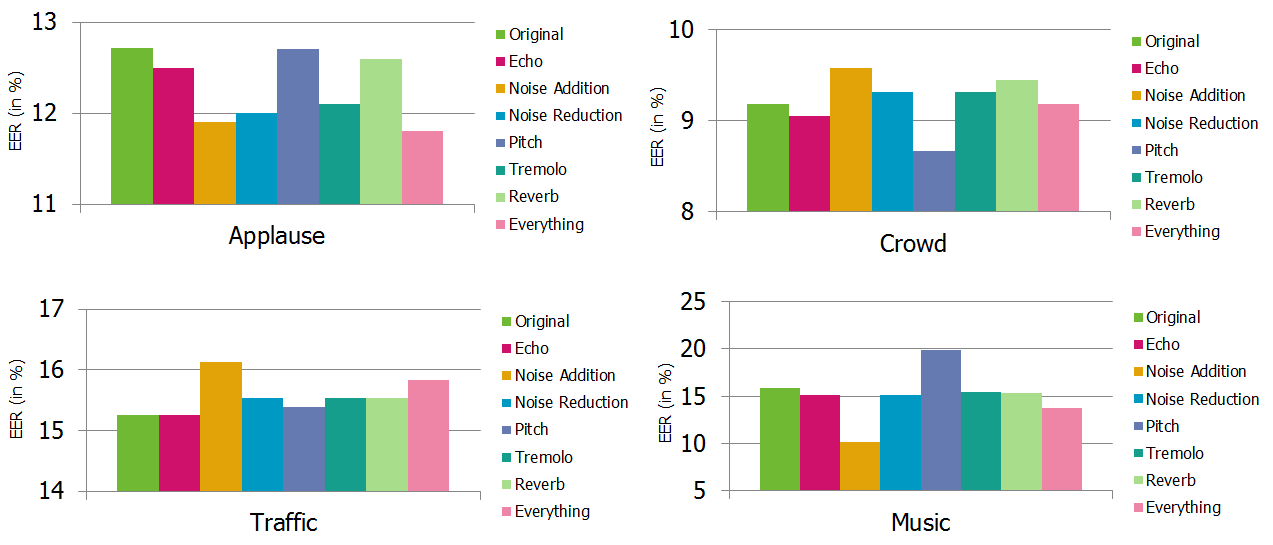 13
12
11
EER (in %)
Applause
Original
Echo
Noise Addition
Noise Reduction
Pitch
Tremolo
Reverb
Everything
10
9
8
EER (in %)
Crowd
Original
Echo
Noise Addition
Noise Reduction
Pitch
Tremolo
Reverb
Everything
17
16
15
14
EER (in %)
Traffic
Original
Echo
Noise Addition
Noise Reduction
Pitch
Tremolo
Reverb
Everything
25
20
15
10
5
EER (in %)
Music
Original
Echo
Noise Addition
Noise Reduction
Pitch
Tremolo
Reverb
Everything